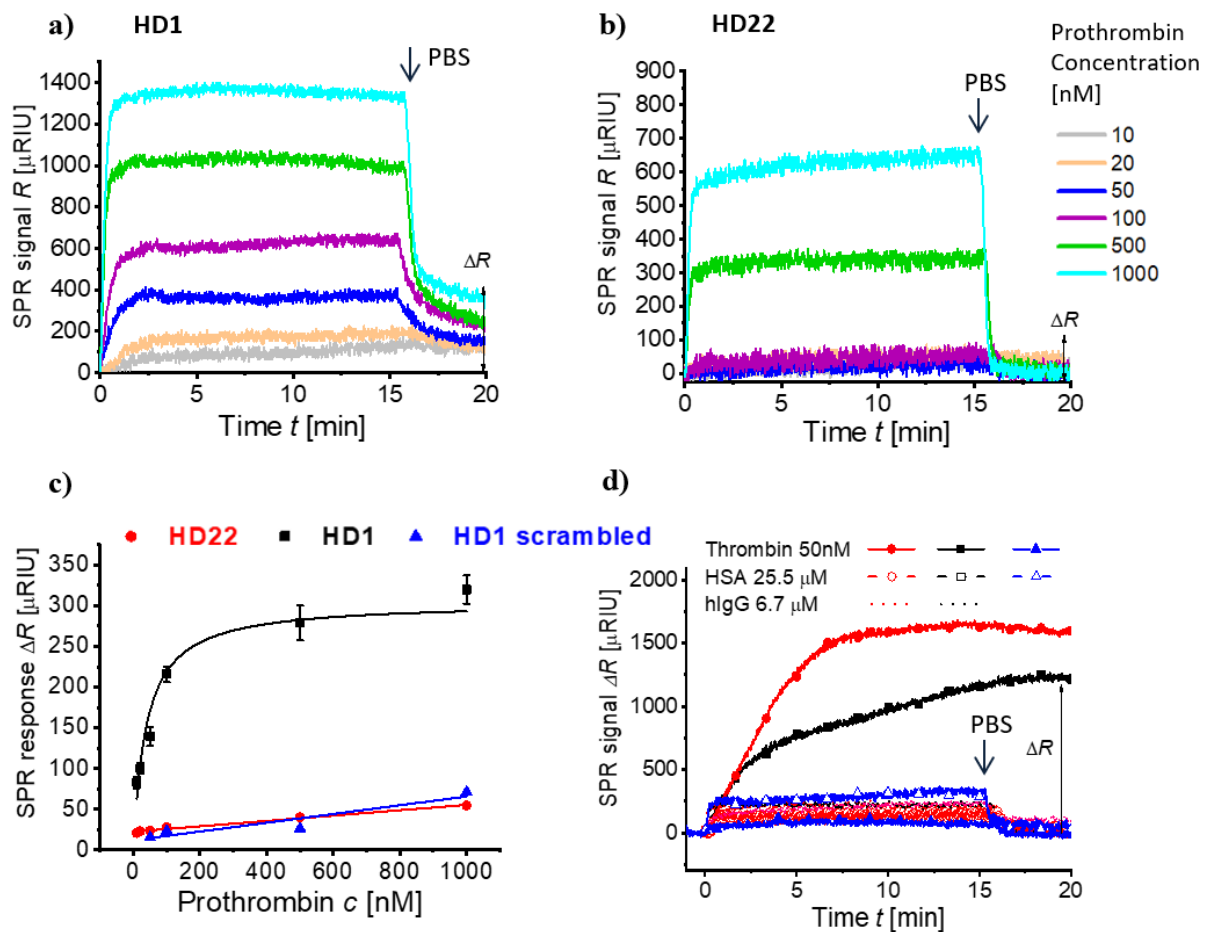 a)
HD1
PBS
SPR signal R [μRIU]
1400
1200
1000
800
600
400
200
0
ΔR
0
5
10
15
20
Time t [min]
b)
HD22
PBS
SPR signal R [μRIU]
900
800
700
600
500
400
300
200
100
0
ΔR
0
5
10
15
20
Time t [min]
Prothrombin
Concentration
[nM]
10
20
50
100
500
1000
c)
HD22
HD1
HD1 scrambled
SPR response ΔR [μRIU]
350
300
250
200
150
100
50
0
0
200
400
600
800
1000
Prothrombin c [nM]
d)
Thrombin 50nM
HSA 25.5 μM
hIgG 6.7 μM
SPR signal ΔR [μRIU]
2000
1500
1000
500
0
PBS
ΔR
0
5
10
15
20
Time t [min]